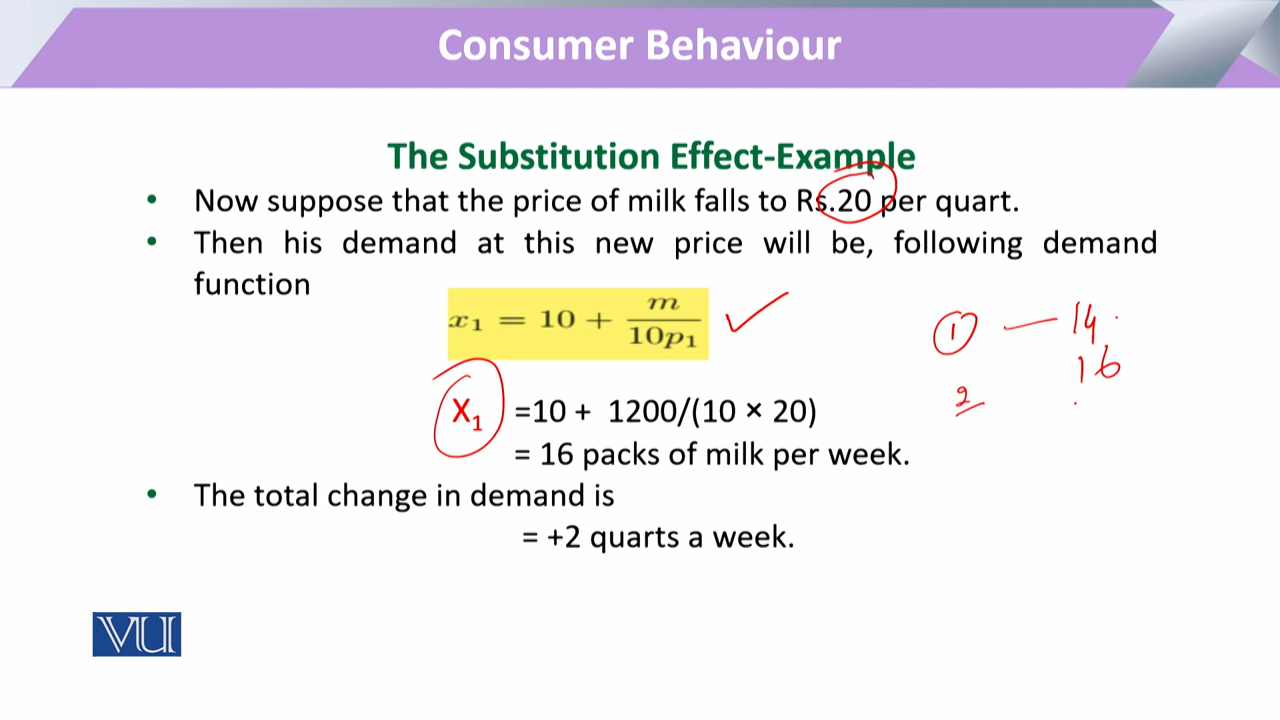 Consumer Behaviour
The Substitution Effect-Example
• Now suppose that the price of milk falls to Rs.20 per quart.
• Then his demand at this new price will be, following demand
function
x₁ = 10 + m/10p₁
X₁ =10 + 1200/(10 × 20)
= 16 packs of milk per week.
• The total change in demand is
= +2 quarts a week.
① — 14
16
2
VU